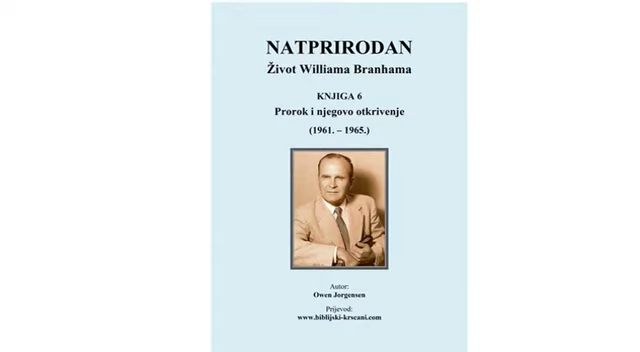 NATPRIRODAN
Život Williama Branhama
KNJIGA 6
Prorok i njegovo otkrivenje
(1961. – 1965.)
Autor:
Owen Jorgensen
Prijevod:
www.biblijski-krscani.com